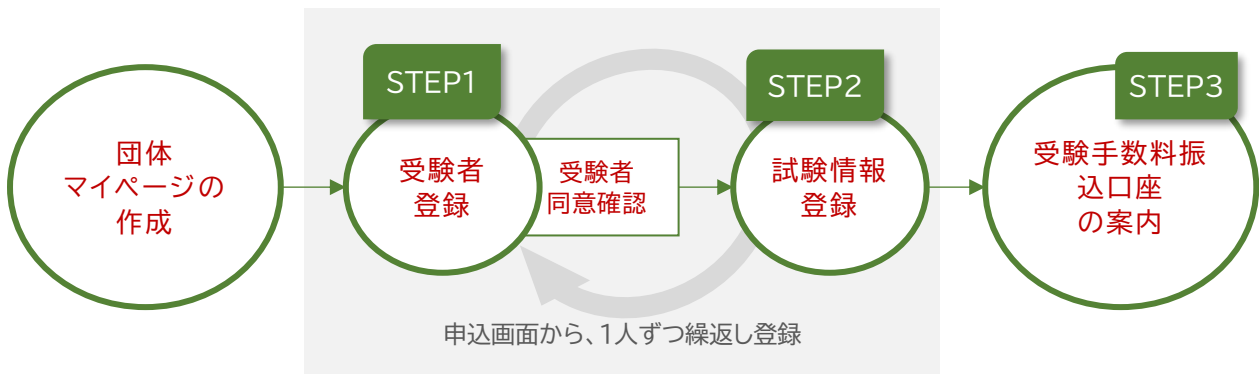 団体
マイページの
作成
STEP1
受験者
登録
受験者
同意確認
STEP2
試験情報
登録
STEP3
受験手数料振
込口座
の案内
申込画面から、1人ずつ繰返し登録